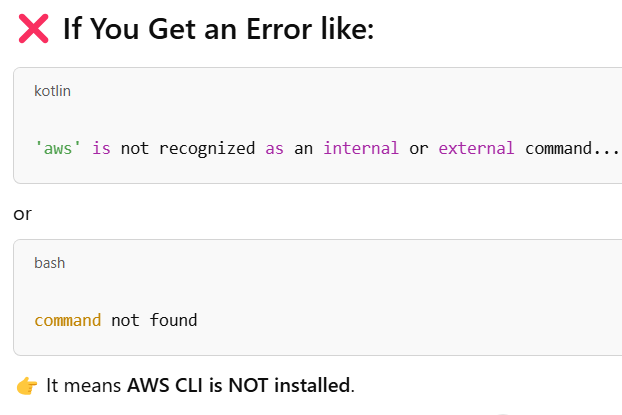 ❌ If You Get an Error like:
kotlin
'aws' is not recognized as an internal or external command...
or
bash
command not found
👉 It means AWS CLI is NOT installed.